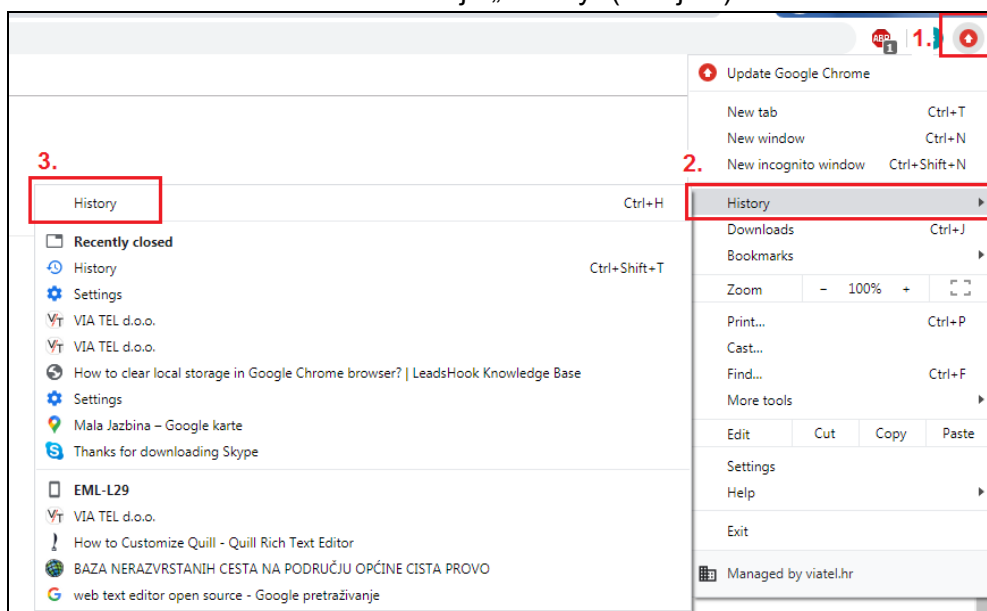 ABP
1
1.
Update Google Chrome
New tab Ctrl+T
New window Ctrl+N
2. New incognito window Ctrl+Shift+N
3.
History Ctrl+H
History
Recently closed
Downloads Ctrl+J
History Ctrl+Shift+T
Bookmarks
Settings
Zoom - 100% +
VIA TEL d.o.o.
Print... Ctrl+P
VIA TEL d.o.o.
Cast...
How to clear local storage in Google Chrome browser? | LeadsHook Knowledge Base
Find... Ctrl+F
Settings
More tools
Mala Jazbina – Google karte
Edit Cut Copy Paste
Thanks for downloading Skype
Settings
EML-L29
Help
VIA TEL d.o.o.
Exit
How to Customize Quill - Quill Rich Text Editor
BAZA NERAZVRSTANIH CESTA NA PODRUČJU OPĆINE CISTA PROVO
Managed by viatel.hr
web text editor open source - Google pretraživanje